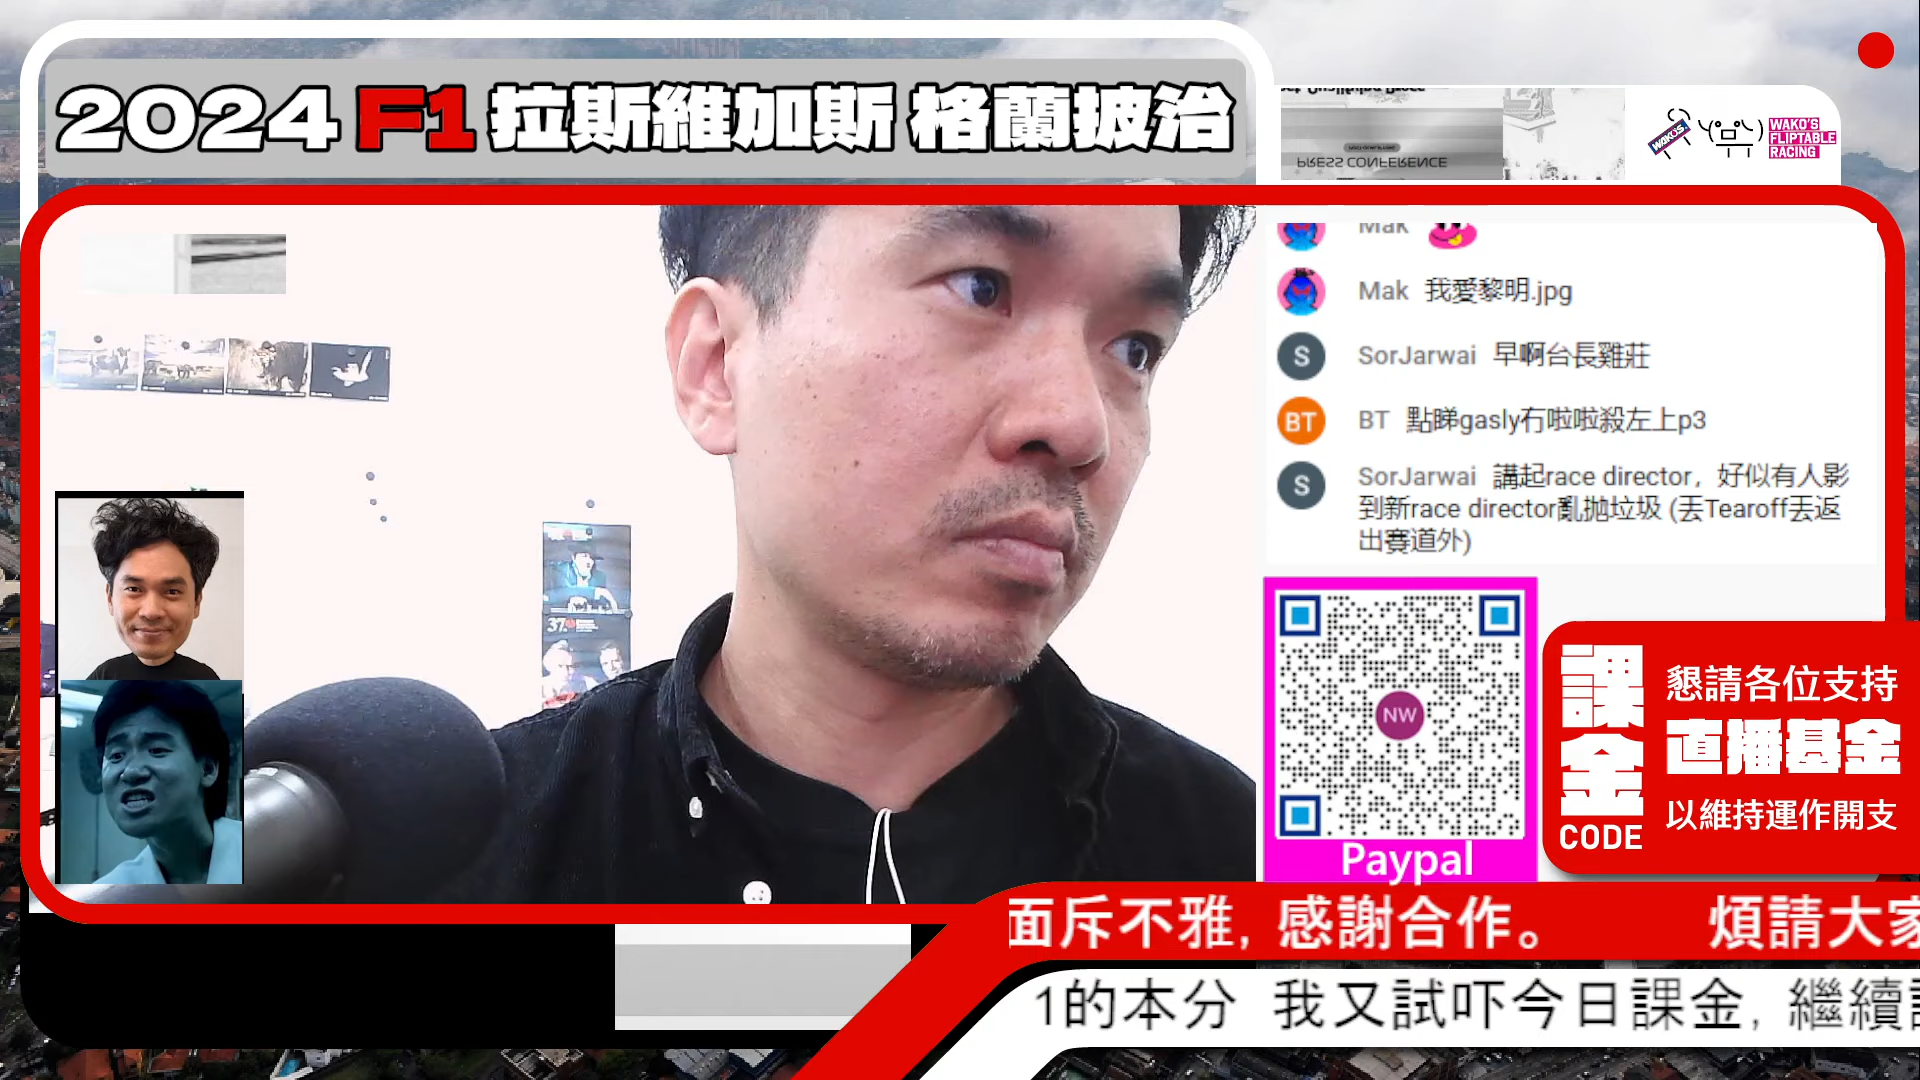 2024 F1 拉斯維加斯 格蘭披治
PRESS CONFERENCE
WAKO'S
WAKO'S
FLIPTABLE
RACING
Mak
Mak 我愛黎明.jpg
S SorJarwai 早啊台長雞莊
BT BT 點睇gasly冇啦啦殺左上p3
S SorJarwai 講起race director，好似有人影
到新race director亂拋垃圾 (丟Tearoff丟返
出賽道外)
37
NW
Paypal
課金
CODE
懇請各位支持
直播基金
以維持運作開支
面斥不雅, 感謝合作。 煩請大家
1的本分 我又試吓今日課金, 繼續